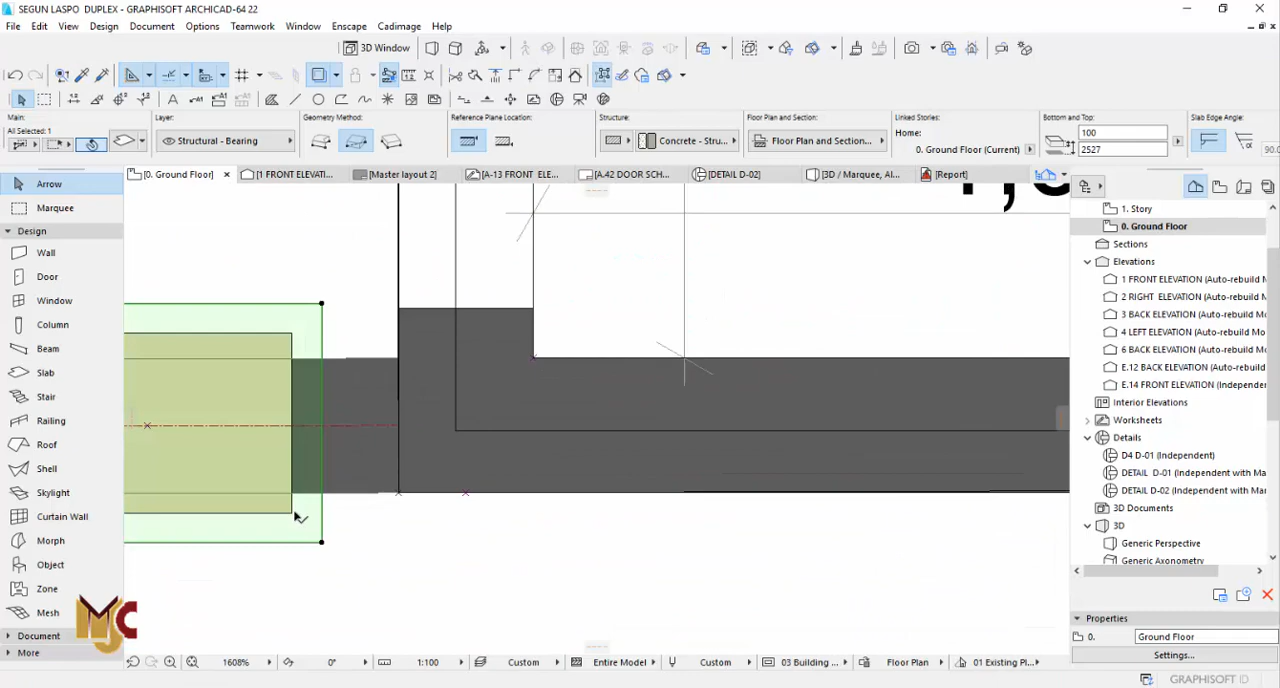 SEGUN LASPO DUPLEX - GRAPHISOFT ARCHICAD-64 22
File Edit View Design Document Options Teamwork Window Enscape Cadimage Help
3D Window
Main:
All Selected: 1
Layer:
Structural - Bearing
Geometry Method:
Reference Plane Location:
Structure:
Concrete - Stru...
Floor Plan and Section:
Floor Plan and Section...
Linked Stories:
Home:
0. Ground Floor (Current)
Bottom and Top:
100
2527
Slab Edge Angle:
90.0
[0. Ground Floor]
[1 FRONT ELEVATI...
[Master layout 2]
[A-13 FRONT ELE...
[A.42 DOOR SCH...
[DETAIL D-02]
[3D / Marquee, Al...
[Report]
Arrow
Marquee
Design
Wall
Door
Window
Column
Beam
Slab
Stair
Railing
Roof
Shell
Skylight
Curtain Wall
Morph
Object
Zone
Mesh
Document
More
MJC
1. Story
0. Ground Floor
Sections
Elevations
1 FRONT ELEVATION (Auto-rebuild M
2 RIGHT ELEVATION (Auto-rebuild M
3 BACK ELEVATION (Auto-rebuild Mo
4 LEFT ELEVATION (Auto-rebuild Mo
6 BACK ELEVATION (Auto-rebuild Mo
E.12 BACK ELEVATION (Auto-rebuild
E.14 FRONT ELEVATION (Independer
Interior Elevations
Worksheets
Details
D4 D-01 (Independent)
DETAIL D-01 (Independent with Mar
DETAIL D-02 (Independent with Mar
3D Documents
3D
Generic Perspective
Generic Axonometry
Properties
0.
Ground Floor
Settings...
1608%
0°
1:100
Custom
Entire Model
Custom
03 Building ...
Floor Plan
01 Existing Pl...
GRAPHISOFT ID